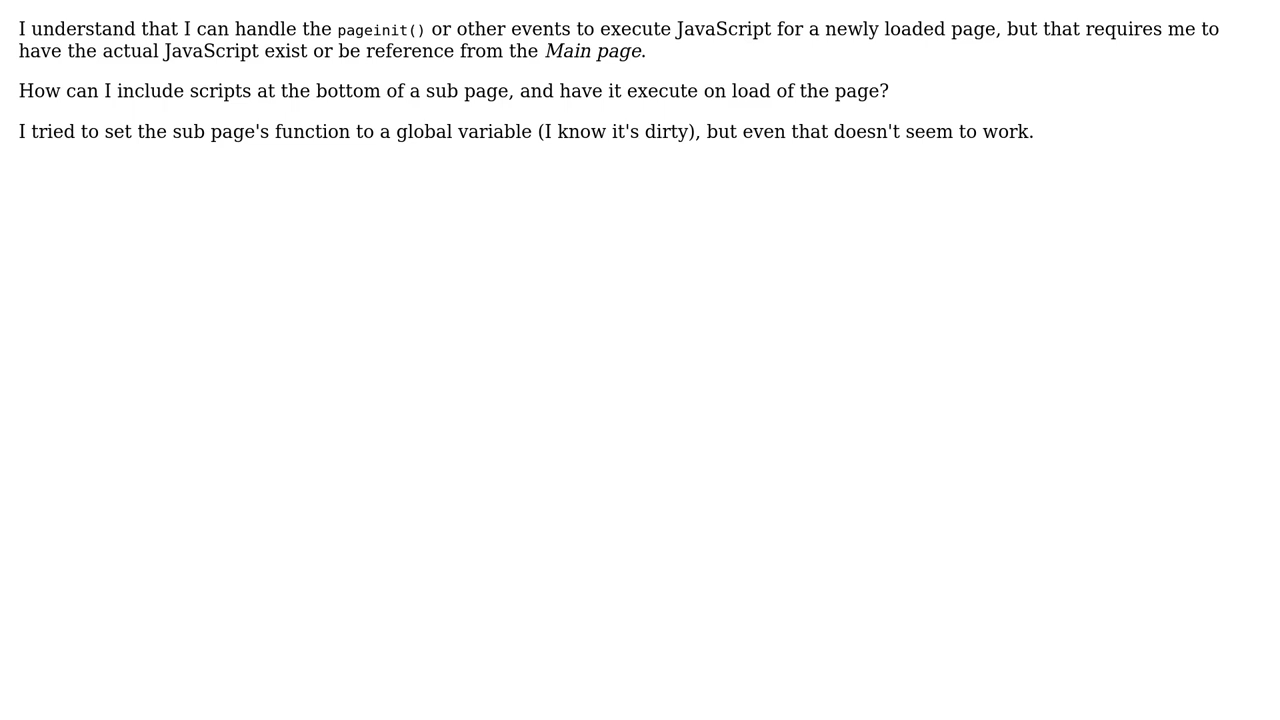 I understand that I can handle the pageinit() or other events to execute JavaScript for a newly loaded page, but that requires me to
have the actual JavaScript exist or be reference from the Main page.
How can I include scripts at the bottom of a sub page, and have it execute on load of the page?
I tried to set the sub page's function to a global variable (I know it's dirty), but even that doesn't seem to work.